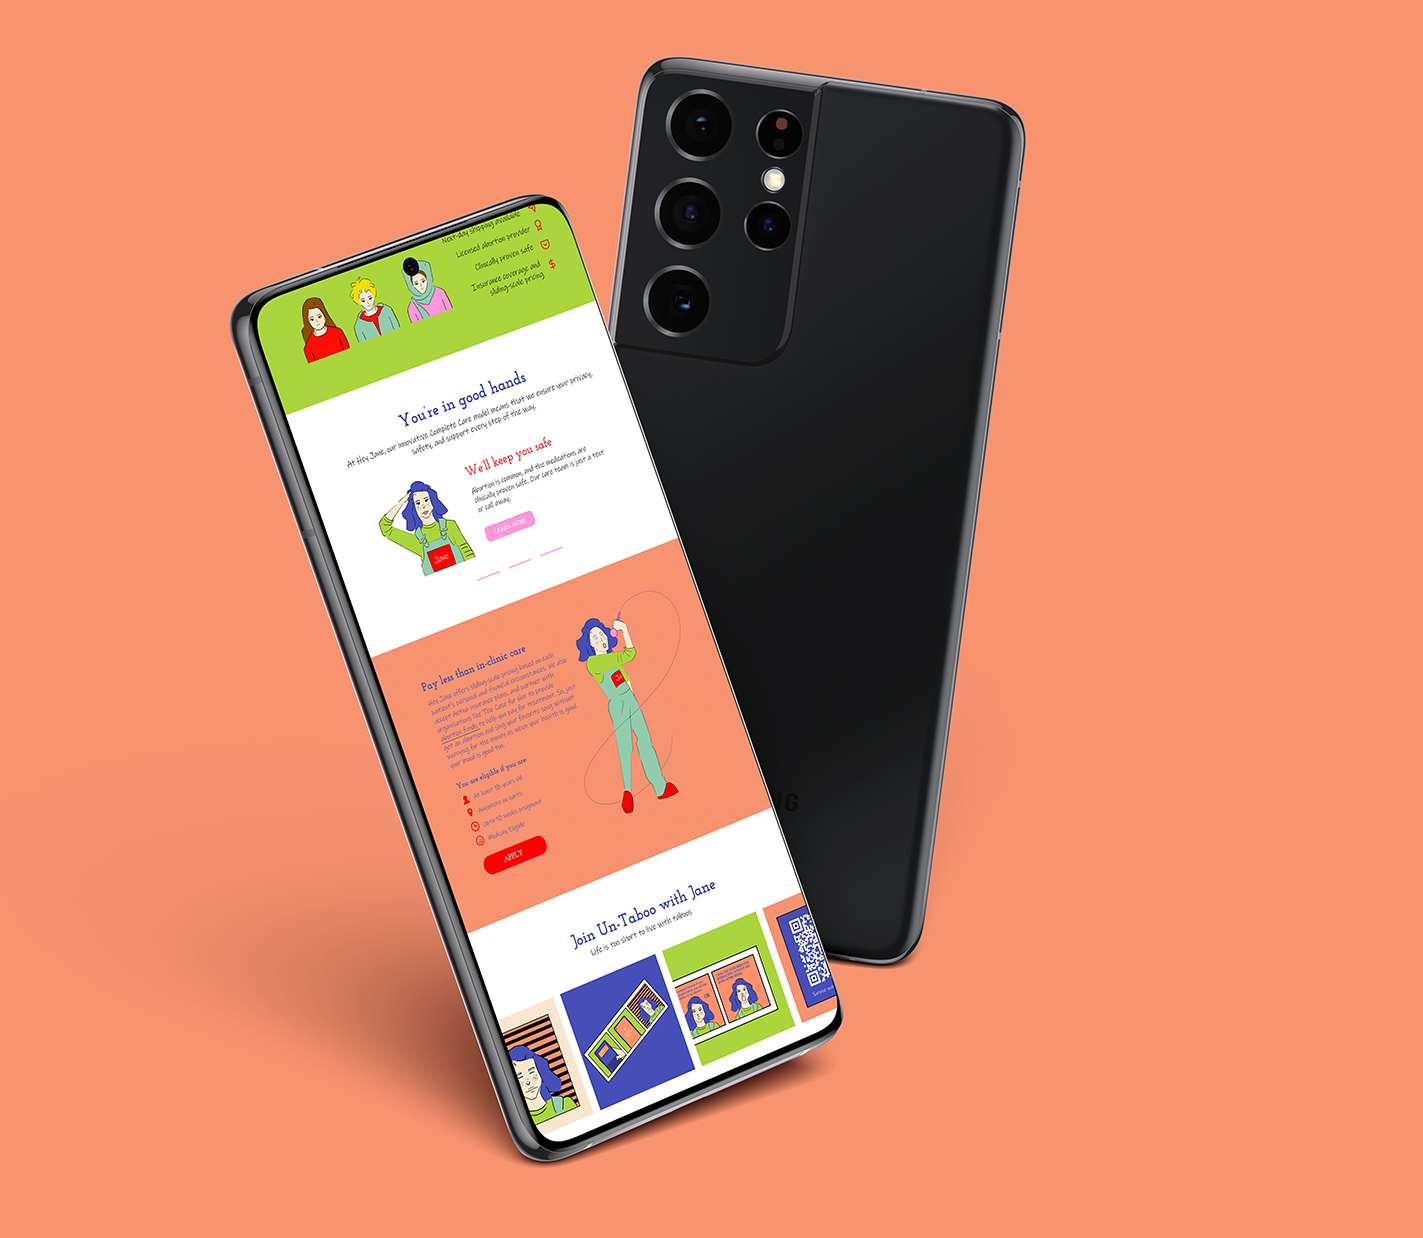 Next-day shipping available
Licensed abortion provider
Clinically proven safe
Insurance coverage and
sliding-scale pricing
You're in good hands
At Hey Jane, our innovative Complete Care model means that we ensure your privacy,
safety, and support every step of the way.
We'll keep you safe
Abortion is common, and the medications are
clinically proven safe. Our care team is just a text
or call away.
LEARN MORE
Jane
Pay less than in-clinic care
Hey Jane offers sliding-scale pricing based on each
patient's personal and financial circumstances. We also
accept Aetna insurance plans, and partner with
organizations like The Case for Her to provide
abortion funds to help you pay for treatment. So, just
get an abortion and sing your favorite song without
worrying for the money as when your health is good,
your mood is good too.
You are eligible if you are:
At least 18 years old
Anywhere on earth
Up to 10 weeks pregnant
Medically Eligible
APPLY
Join Un-Taboo with Jane
Life is too short to live with taboos
NG